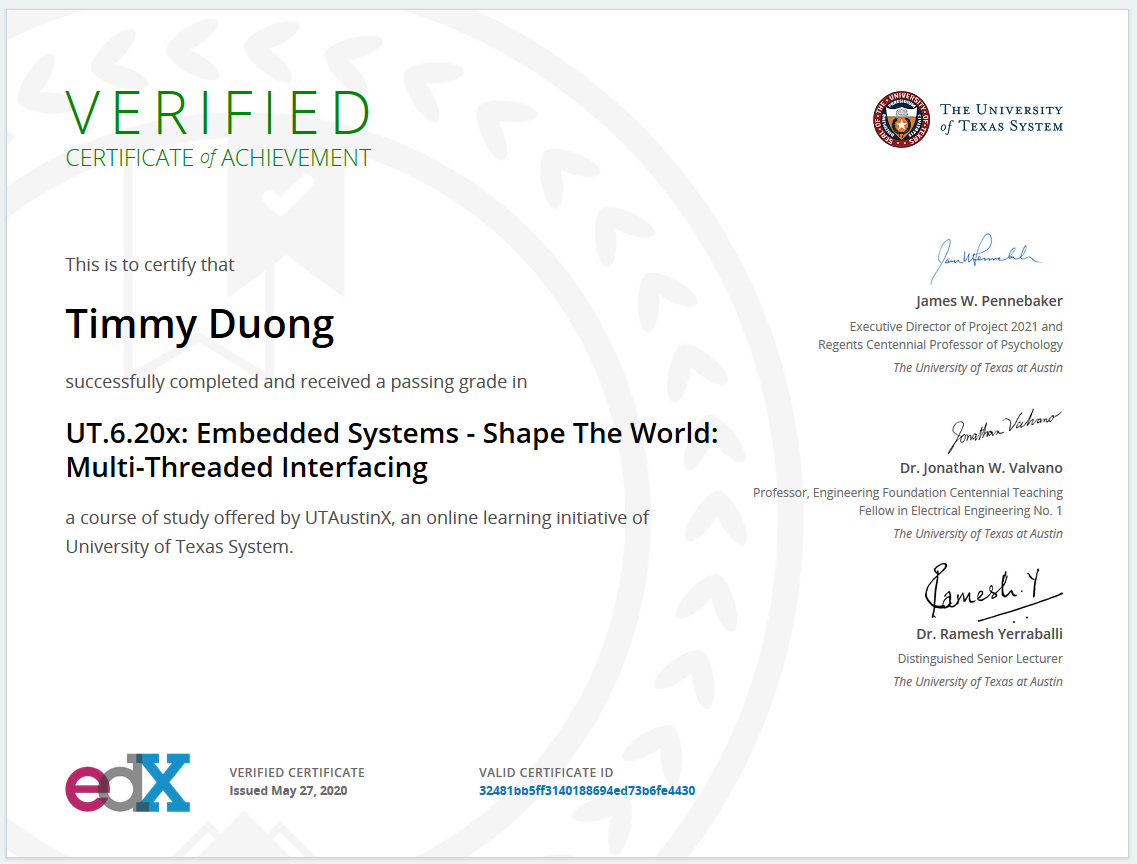 VERIFIED
CERTIFICATE of ACHIEVEMENT
THE UNIVERSITY
of TEXAS SYSTEM
This is to certify that
Timmy Duong
successfully completed and received a passing grade in
UT.6.20x: Embedded Systems - Shape The World:
Multi-Threaded Interfacing
a course of study offered by UTAustinX, an online learning initiative of
University of Texas System.
James W. Pennebaker
Executive Director of Project 2021 and
Regents Centennial Professor of Psychology
The University of Texas at Austin
Jonathan Valvano
Dr. Jonathan W. Valvano
Professor, Engineering Foundation Centennial Teaching
Fellow in Electrical Engineering No. 1
The University of Texas at Austin
Ramesh.Y
Dr. Ramesh Yerraballi
Distinguished Senior Lecturer
The University of Texas at Austin
edX
VERIFIED CERTIFICATE
Issued May 27, 2020
VALID CERTIFICATE ID
32481bb5ff3140188694ed73b6fe4430